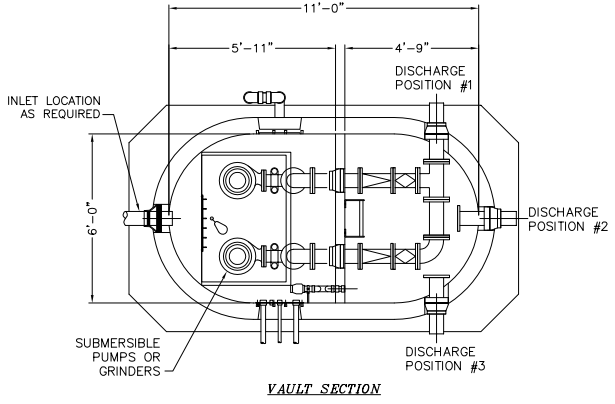 11'-0"
5'-11"
4'-9"
DISCHARGE
POSITION #1
INLET LOCATION
AS REQUIRED
6'-0"
DISCHARGE
POSITION #2
SUBMERSIBLE
PUMPS OR
GRINDERS
DISCHARGE
POSITION #3
VAULT SECTION